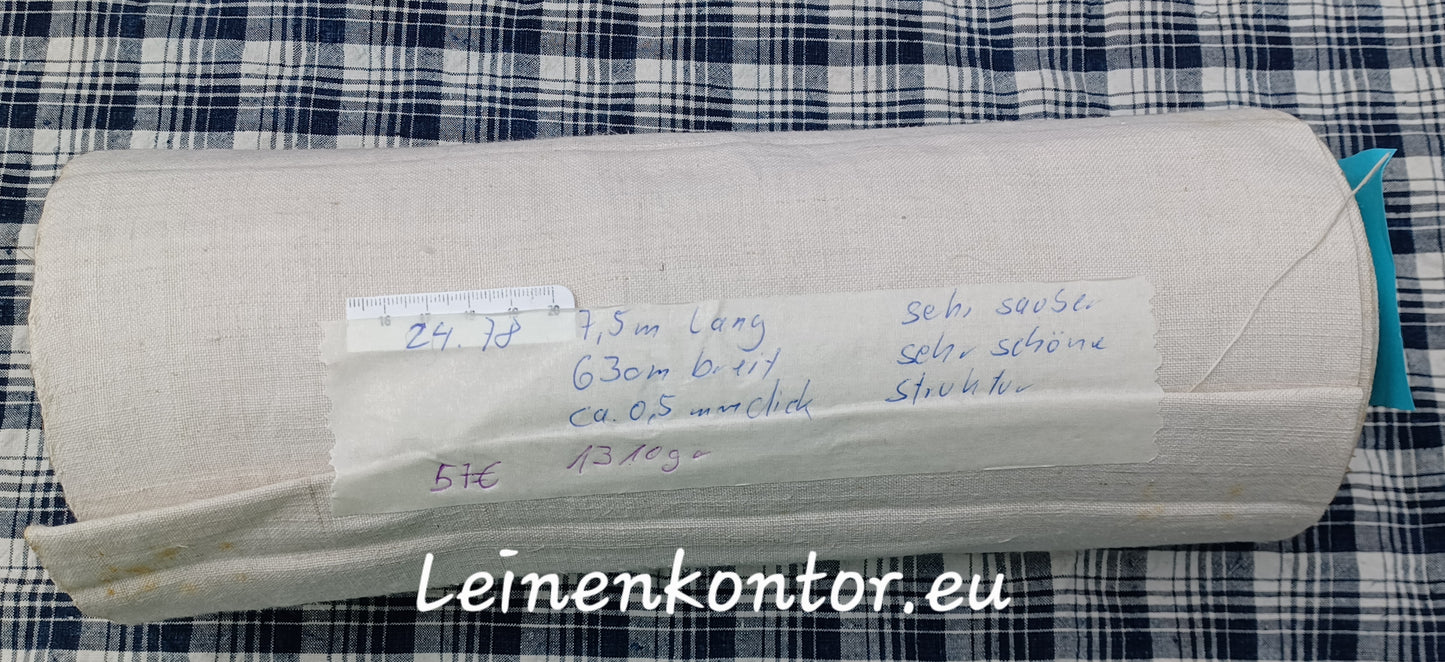 16 17 18 19 20
24.78
7,5m lang
63cm breit
ca. 0,5 mm dick
1310gr
57€
sehr sauber
sehr schöne
Struktur
Leinenkontor.eu